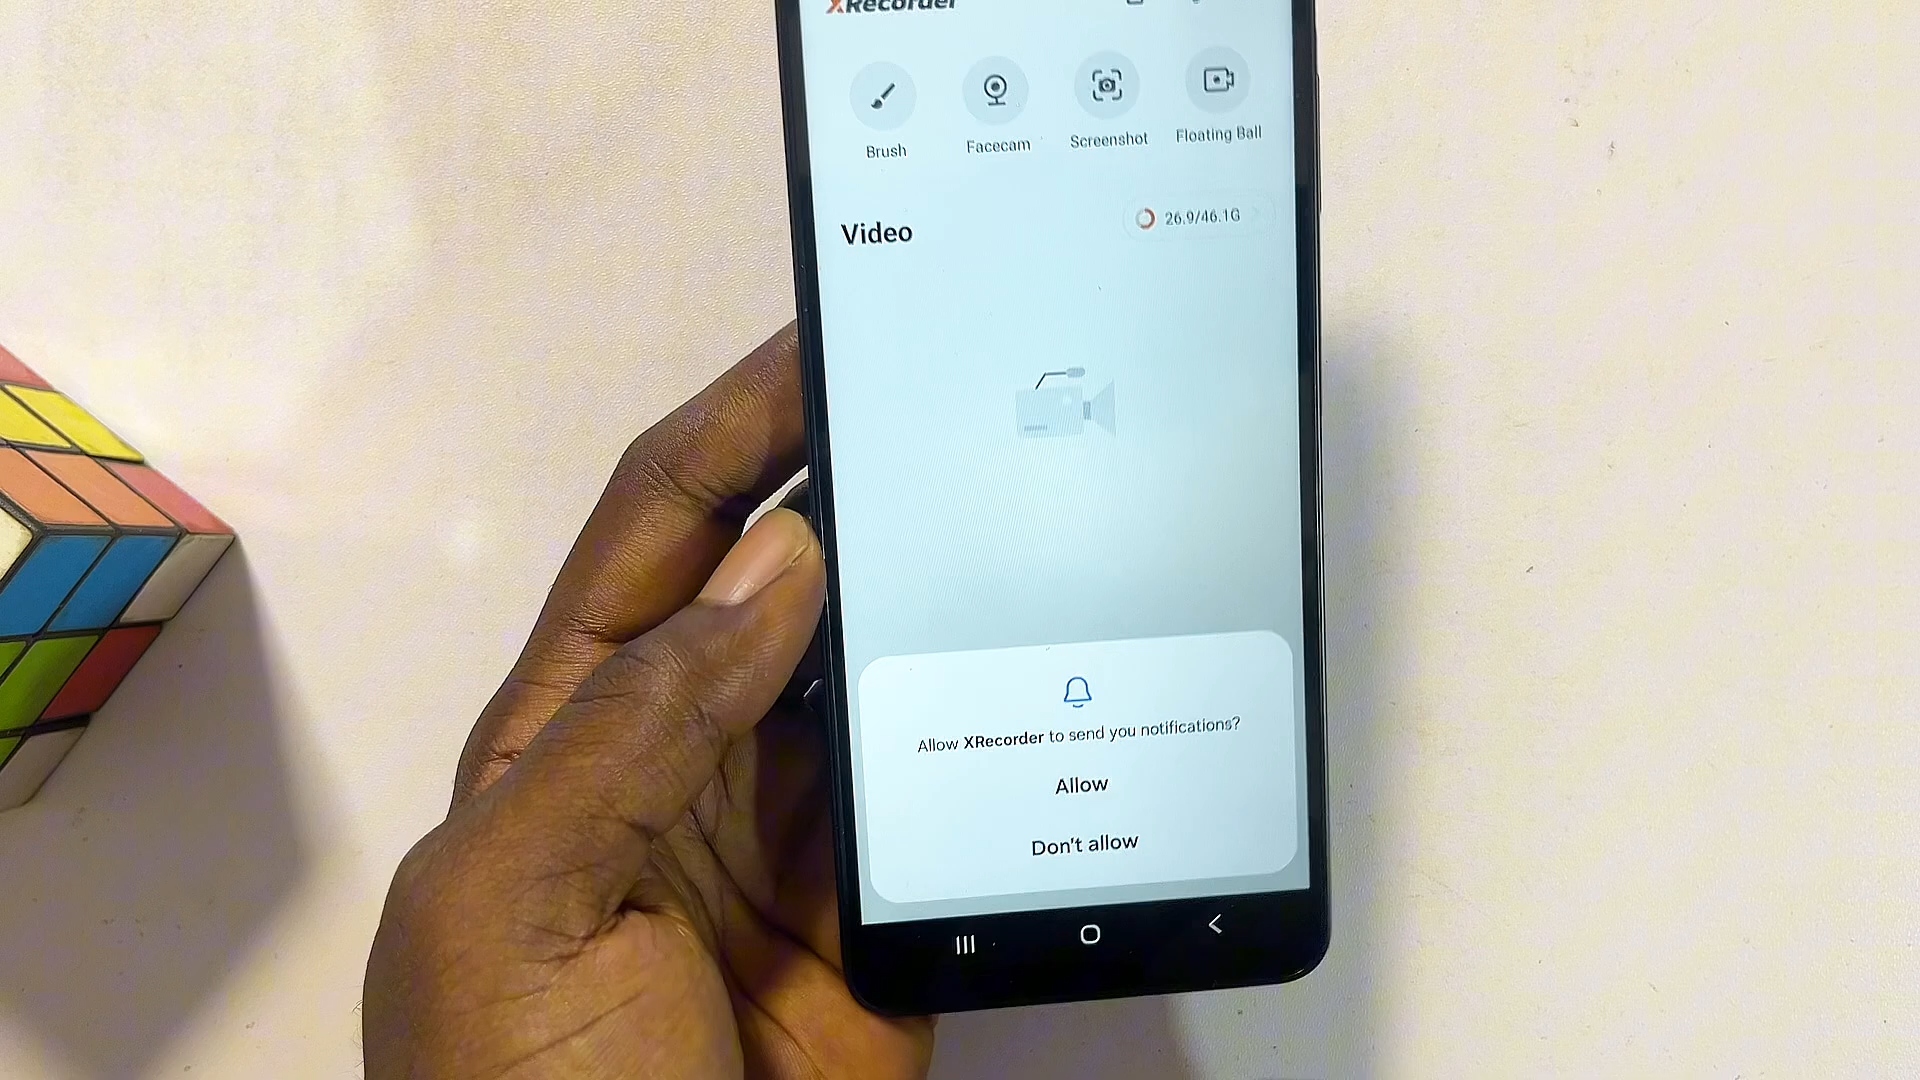 XRecorder
Brush Facecam Screenshot Floating Ball
Video 26.9/46.1G
Allow XRecorder to send you notifications?
Allow
Don't allow